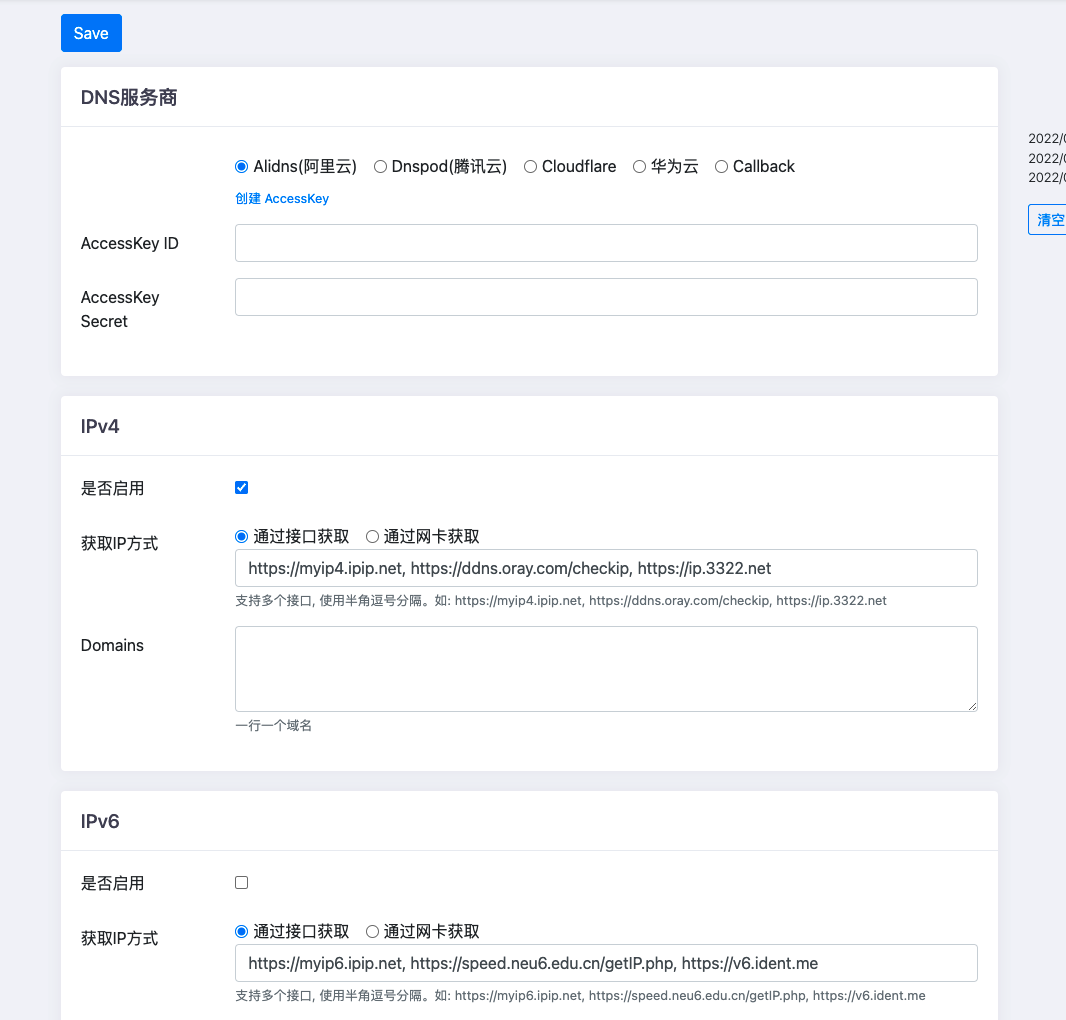 Save
DNS服务商
Alidns(阿里云) Dnspod(腾讯云) Cloudflare 华为云 Callback
创建 AccessKey
AccessKey ID
AccessKey
Secret
2022/
2022/
2022/
清空
IPv4
是否启用
获取IP方式
通过接口获取 通过网卡获取
https://myip4.ipip.net, https://ddns.oray.com/checkip, https://ip.3322.net
支持多个接口, 使用半角逗号分隔。如: https://myip4.ipip.net, https://ddns.oray.com/checkip, https://ip.3322.net
Domains
一行一个域名
IPv6
是否启用
获取IP方式
通过接口获取 通过网卡获取
https://myip6.ipip.net, https://speed.neu6.edu.cn/getIP.php, https://v6.ident.me
支持多个接口, 使用半角逗号分隔。如: https://myip6.ipip.net, https://speed.neu6.edu.cn/getIP.php, https://v6.ident.me